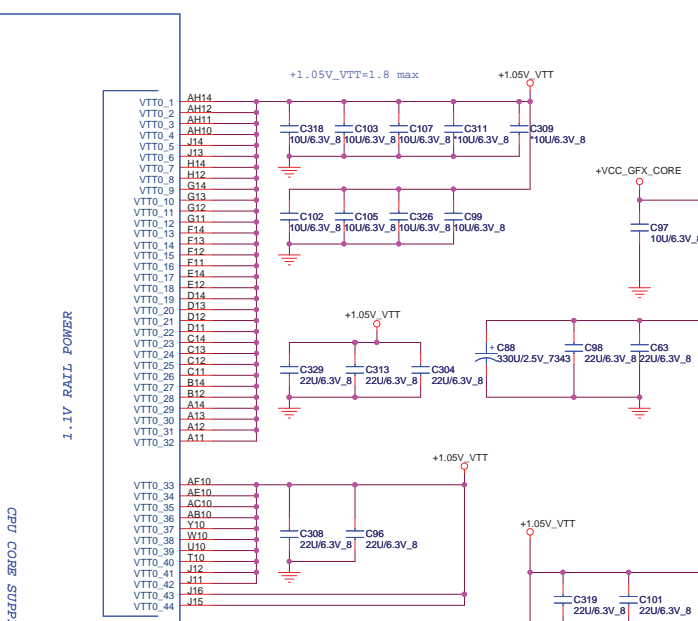 +1.05V_VTT=1.8 max
+1.05V_VTT
VTT0_1 AH14
VTT0_2 AH12
VTT0_3 AH11
VTT0_4 AH10
VTT0_5 J14
VTT0_6 J13
VTT0_7 H14
VTT0_8 H12
VTT0_9 G14
VTT0_10 G13
VTT0_11 G12
VTT0_12 G11
VTT0_13 F14
VTT0_14 F13
VTT0_15 F12
VTT0_16 F11
VTT0_17 E14
VTT0_18 E12
VTT0_19 D14
VTT0_20 D13
VTT0_21 D12
VTT0_22 D11
VTT0_23 C14
VTT0_24 C13
VTT0_25 C12
VTT0_26 C11
VTT0_27 B14
VTT0_28 B12
VTT0_29 A14
VTT0_30 A13
VTT0_31 A12
VTT0_32 A11
C318 C103 C107 C311 C309
10U/6.3V_8 10U/6.3V_8 10U/6.3V_8 *10U/6.3V_8 *10U/6.3V_8
+VCC_GFX_CORE
C102 C105 C326 C99
10U/6.3V_8 10U/6.3V_8 10U/6.3V_8 10U/6.3V_8
C97
10U/6.3V_8
+1.05V_VTT
C329 C313 C304
22U/6.3V_8 22U/6.3V_8 22U/6.3V_8
+ C88 C98 C63
330U/2.5V_7343 22U/6.3V_8 22U/6.3V_8
1.1V RAIL POWER
+1.05V_VTT
VTT0_33 AF10
VTT0_34 AE10
VTT0_35 AC10
VTT0_36 AB10
VTT0_37 Y10
VTT0_38 W10
VTT0_39 U10
VTT0_40 T10
VTT0_41 J12
VTT0_42 J11
VTT0_43 J16
VTT0_44 J15
C308 C96
22U/6.3V_8 22U/6.3V_8
+1.05V_VTT
C319 C101
22U/6.3V_8 22U/6.3V_8
CPU CORE SUPP